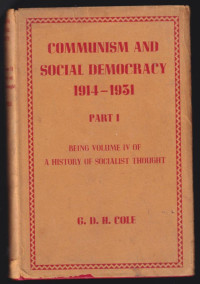 COMMUNISM AND
SOCIAL DEMOCRACY
1914-1931
PART I
BEING VOLUME IV OF
A HISTORY OF SOCIALIST THOUGHT
G. D. H. COLE